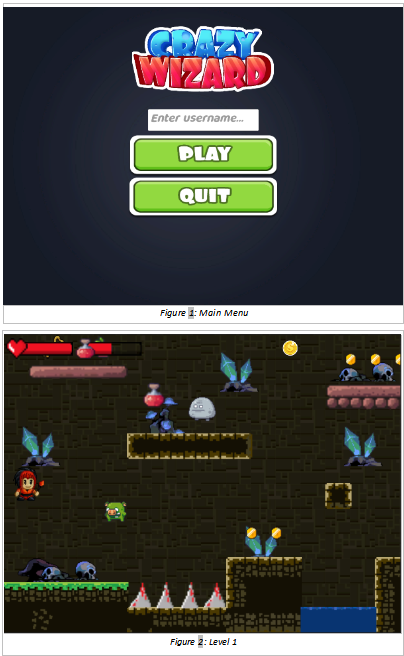 CRAZY
WIZARD
Enter username...
PLAY
QUIT
Figure 1: Main Menu
Figure 2: Level 1